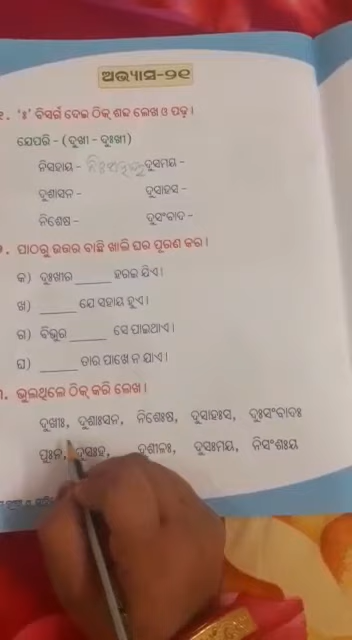 ଅଭ୍ୟାସ-୨୧
୧. 'ଃ' ବିସର୍ଗ ଦେଇ ଠିକ୍ ଶବ୍ଦ ଲେଖ ଓ ପଢ଼।
ଯେପରି - (ଦୁଖୀ - ଦୁଃଖୀ)
ନିସହାୟ - ନିଃସହାୟ ଦୁସମୟ -
ଦୁଶାସନ - ଦୁସାହସ -
ନିଶେଷ - ଦୁସଂବାଦ -
୨. ପାଠରୁ ଉତ୍ତର ବାଛି ଖାଲି ଘର ପୂରଣ କର।
କ) ଦୁଃଖୀର _____ ହରଇ ଯିଏ।
ଖ) _____ ଯେ ସହାୟ ହୁଏ।
ଗ) ବିଭୁର _____ ସେ ପାଇଥାଏ।
ଘ) _____ ତାର ପାଖେ ନ ଯାଏ।
୩. ଭୁଲଥିଲେ ଠିକ୍ କରି ଲେଖ।
ଦୁଖୀଃ, ଦୁଶାଃସନ, ନିଶେଃଷ, ଦୁସାହଃସ, ଦୁଃସଂବାଦଃ
ପୁଃନ, ଦୁସଃହ, ଦୁଶୀଳଃ, ଦୁସଃମୟ, ନିସଂଶଃୟ